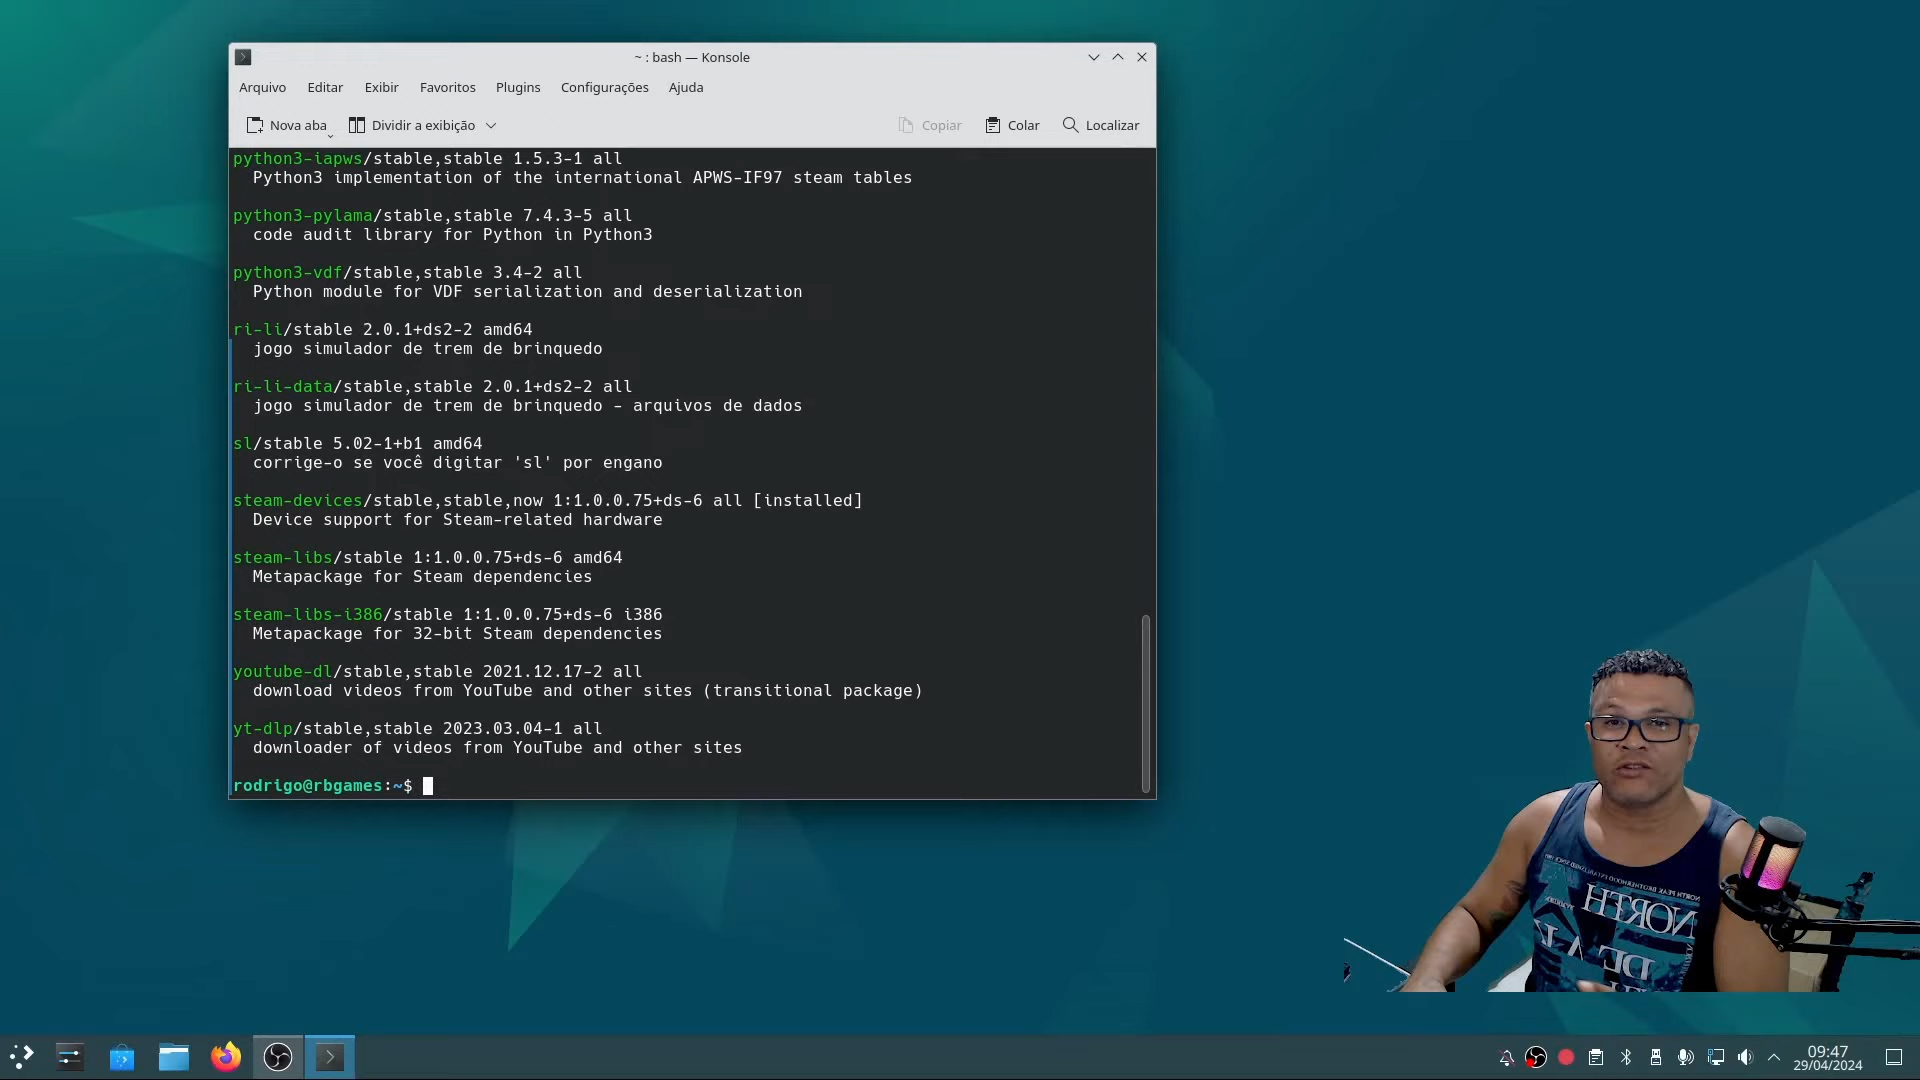 ~ : bash — Konsole
Arquivo Editar Exibir Favoritos Plugins Configurações Ajuda
Nova aba Dividir a exibição Copiar Colar Localizar
python3-iapws/stable,stable 1.5.3-1 all
Python3 implementation of the international APWS-IF97 steam tables
python3-pylama/stable,stable 7.4.3-5 all
code audit library for Python in Python3
python3-vdf/stable,stable 3.4-2 all
Python module for VDF serialization and deserialization
ri-li/stable 2.0.1+ds2-2 amd64
jogo simulador de trem de brinquedo
ri-li-data/stable,stable 2.0.1+ds2-2 all
jogo simulador de trem de brinquedo - arquivos de dados
sl/stable 5.02-1+b1 amd64
corrige-o se você digitar 'sl' por engano
steam-devices/stable,stable,now 1:1.0.0.75+ds-6 all [installed]
Device support for Steam-related hardware
steam-libs/stable 1:1.0.0.75+ds-6 amd64
Metapackage for Steam dependencies
steam-libs-i386/stable 1:1.0.0.75+ds-6 i386
Metapackage for 32-bit Steam dependencies
youtube-dl/stable,stable 2021.12.17-2 all
download videos from YouTube and other sites (transitional package)
yt-dlp/stable,stable 2023.03.04-1 all
downloader of videos from YouTube and other sites
rodrigo@rbgames:~$
NORTH
09:47
29/04/2024